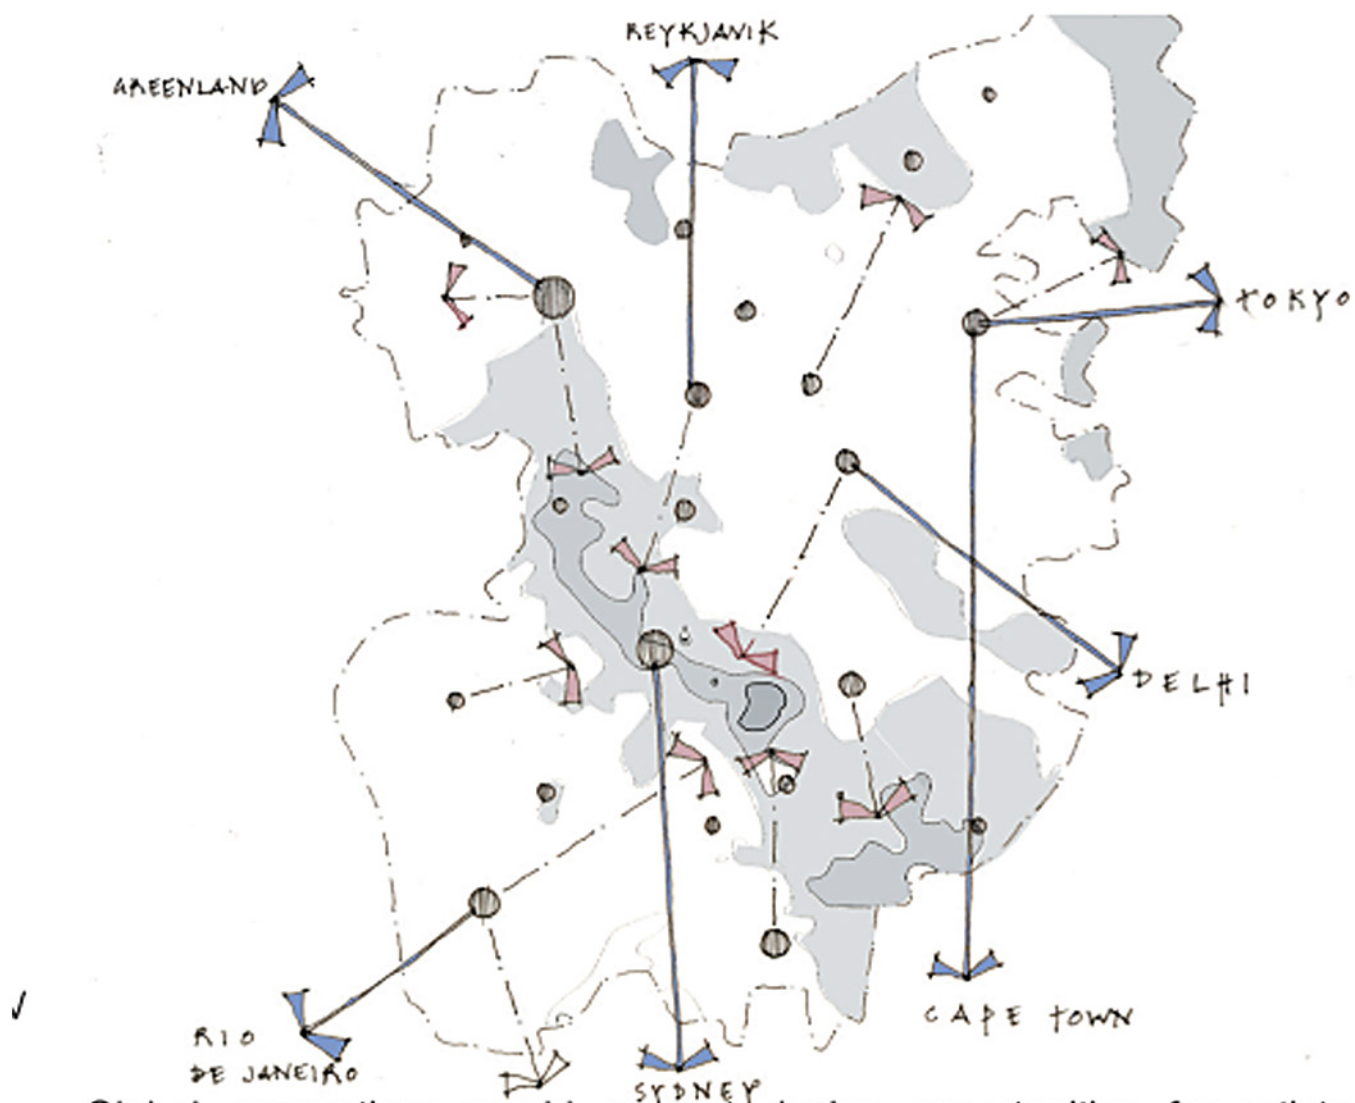 REYKJAVIK
GREENLAND
TOKYO
DELHI
CAPE TOWN
RIO
DE JANEIRO
SYDNEY